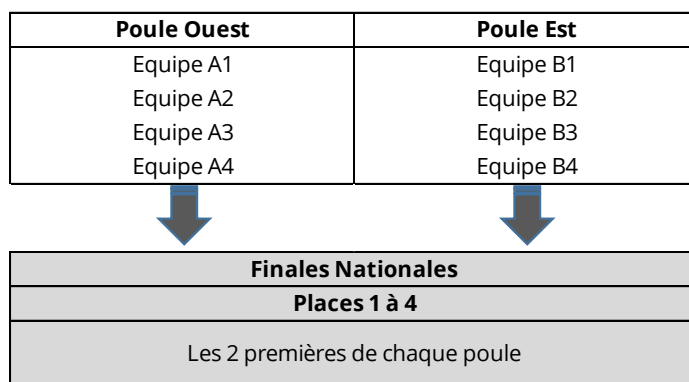 Poule Ouest Poule Est
Equipe A1 Equipe B1
Equipe A2 Equipe B2
Equipe A3 Equipe B3
Equipe A4 Equipe B4
Finales Nationales
Places 1 à 4
Les 2 premières de chaque poule